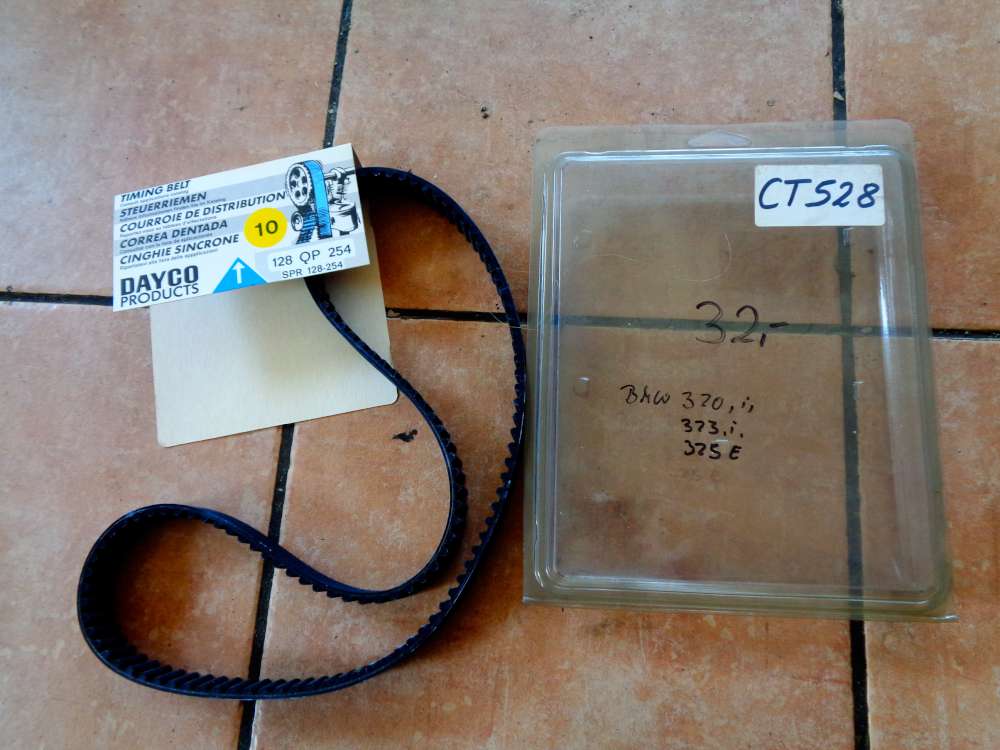 TIMING BELT
STEUERRIEMEN
COURROIE DE DISTRIBUTION
CORREA DENTADA
CINGHIE SINCRONE
10
DAYCO
PRODUCTS
128 QP 254
SPR 128-254
CT528
32,-
BMW 320, i,
323.i.
325 E